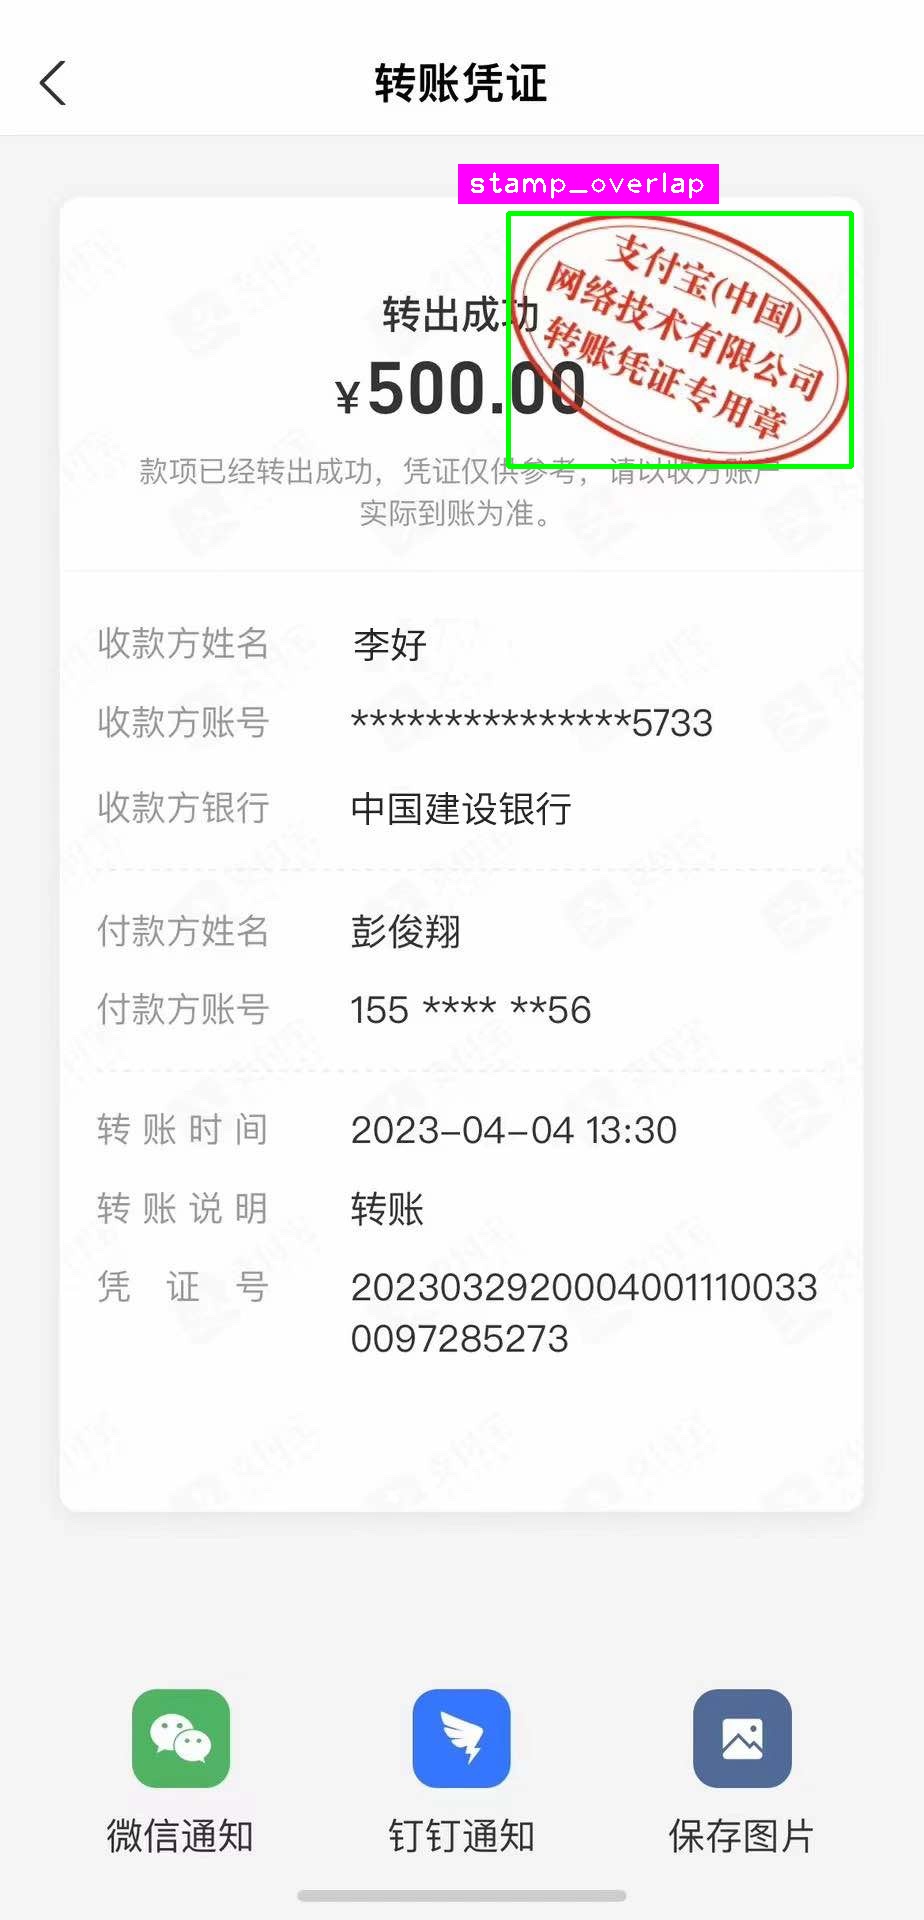 转账凭证
stamp_overlap
支付宝(中国)
网络技术有限公司
转账凭证专用章
转出成功
¥500.00
款项已经转出成功，凭证仅供参考，请以收方账户
实际到账为准。
收款方姓名 李好
收款方账号 ***************5733
收款方银行 中国建设银行
付款方姓名 彭俊翔
付款方账号 155 **** **56
转账时间 2023-04-04 13:30
转账说明 转账
凭证号 2023032920004001110033
0097285273
微信通知 钉钉通知 保存图片